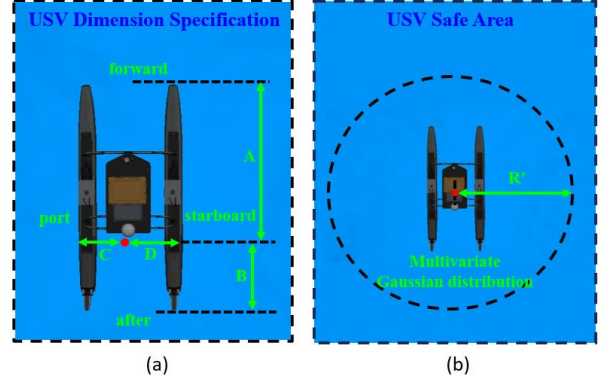 USV Dimension Specification
forward
A
port
starboard
C
D
B
after
(a)
USV Safe Area
R'
Multivariate
Gaussian distribution
(b)